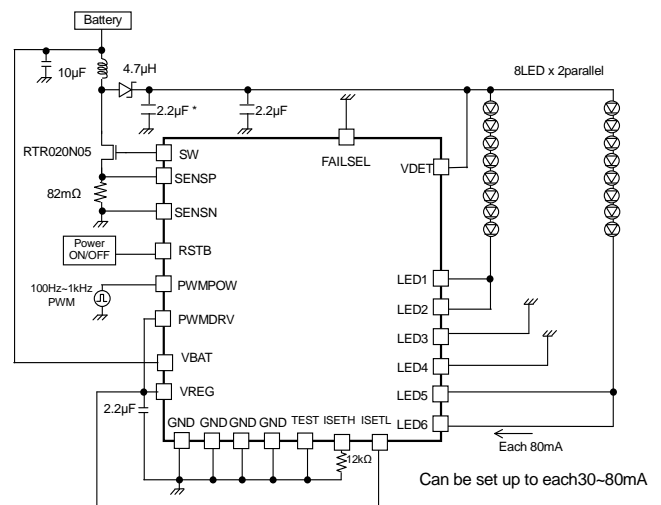 Battery
10μF
4.7μH
8LED x 2parallel
2.2μF *
2.2μF
RTR020N05
SW
FAILSEL
VDET
SENSP
82mΩ
SENSN
Power
ON/OFF
RSTB
LED1
100Hz~1kHz
PWM
PWMPOW
LED2
PWMDRV
LED3
VBAT
LED4
VREG
LED5
2.2μF
GND GND GND GND TEST ISETH ISETL
LED6
12kΩ
Each 80mA
Can be set up to each30~80mA